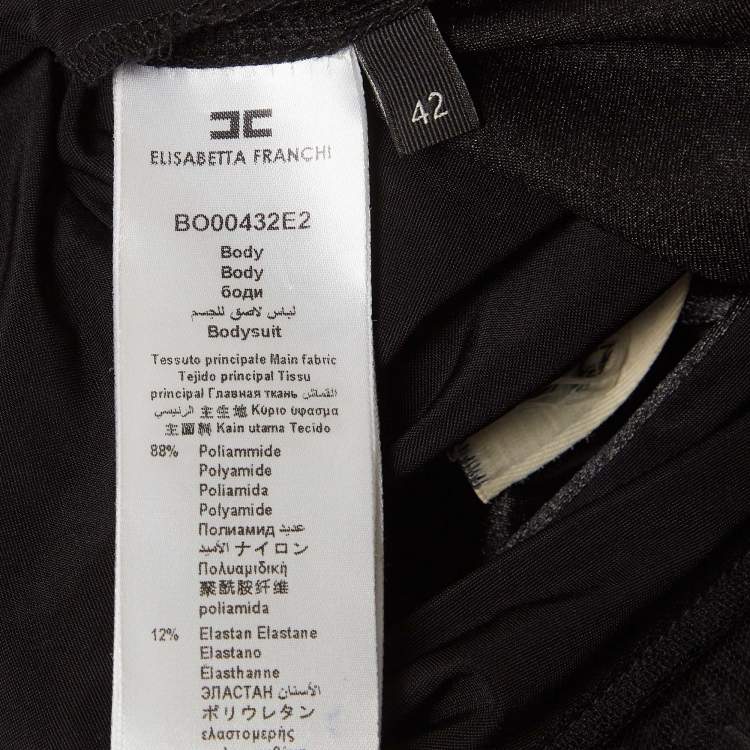 42
ELISABETTA FRANCHI
BO00432E2
Body
Body
боди
لباس لاصق للجسم
Bodysuit
Tessuto principale Main fabric
Tejido principal Tissu
principal Главная ткань القماش
الرئيسي 主生地 Κύριο ύφασμα
主面料 Kain utama Tecido
88% Poliammide
Polyamide
Poliamida
Polyamide
Полиамид عديد
الأميد ナイロン
Πολυαμιδική
聚酰胺纤维
poliamida
12% Elastan Elastane
Elastano
Élasthanne
ЭЛАСТАН الأستنان
ポリウレタン
ελαστομερές